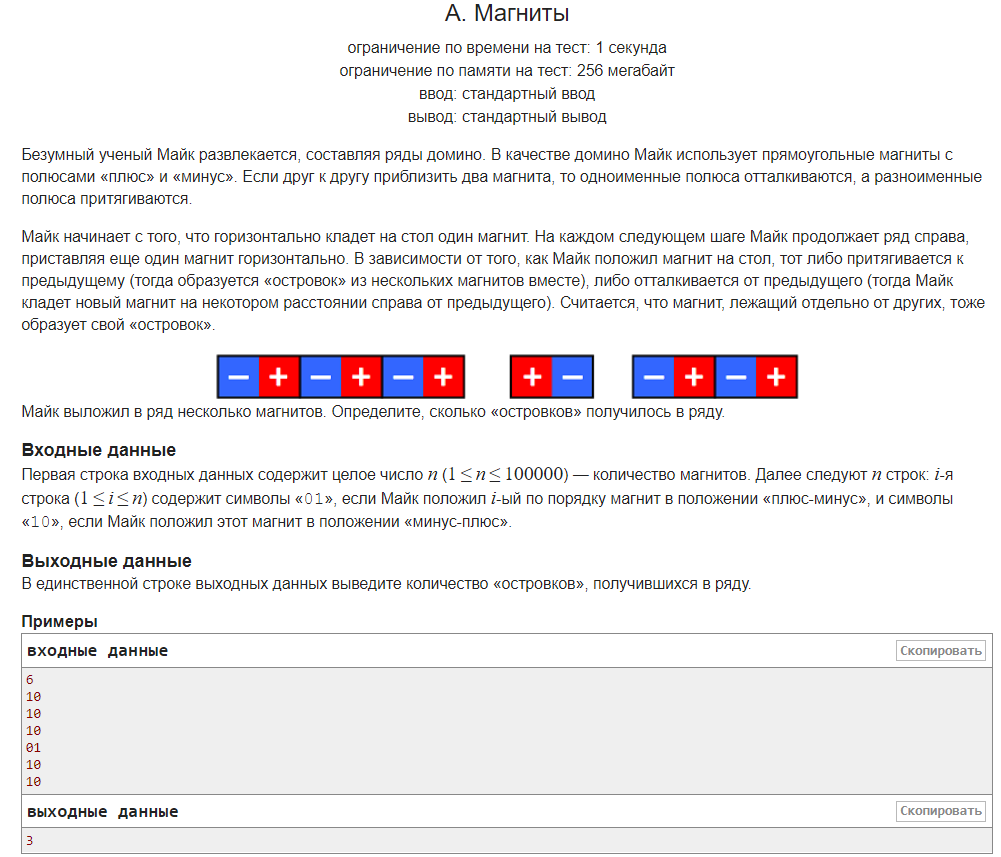 А. Магниты
ограничение по времени на тест: 1 секунда
ограничение по памяти на тест: 256 мегабайт
ввод: стандартный ввод
вывод: стандартный вывод
Безумный ученый Майк развлекается, составляя ряды домино. В качестве домино Майк использует прямоугольные магниты с
полюсами «плюс» и «минус». Если друг к другу приблизить два магнита, то одноименные полюса отталкиваются, а разноименные
полюса притягиваются.
Майк начинает с того, что горизонтально кладет на стол один магнит. На каждом следующем шаге Майк продолжает ряд справа,
приставляя еще один магнит горизонтально. В зависимости от того, как Майк положил магнит на стол, тот либо притягивается к
предыдущему (тогда образуется «островок» из нескольких магнитов вместе), либо отталкивается от предыдущего (тогда Майк
кладет новый магнит на некотором расстоянии справа от предыдущего). Считается, что магнит, лежащий отдельно от других, тоже
образует свой «островок».
− + − + − + + − − + − +
Майк выложил в ряд несколько магнитов. Определите, сколько «островков» получилось в ряду.
Входные данные
Первая строка входных данных содержит целое число n (1 ≤ n ≤ 100000) — количество магнитов. Далее следуют n строк: i-я
строка (1 ≤ i ≤ n) содержит символы «01», если Майк положил i-ый по порядку магнит в положении «плюс-минус», и символы
«10», если Майк положил этот магнит в положении «минус-плюс».
Выходные данные
В единственной строке выходных данных выведите количество «островков», получившихся в ряду.
Примеры
входные данные Скопировать
6
10
10
10
01
10
10
выходные данные Скопировать
3